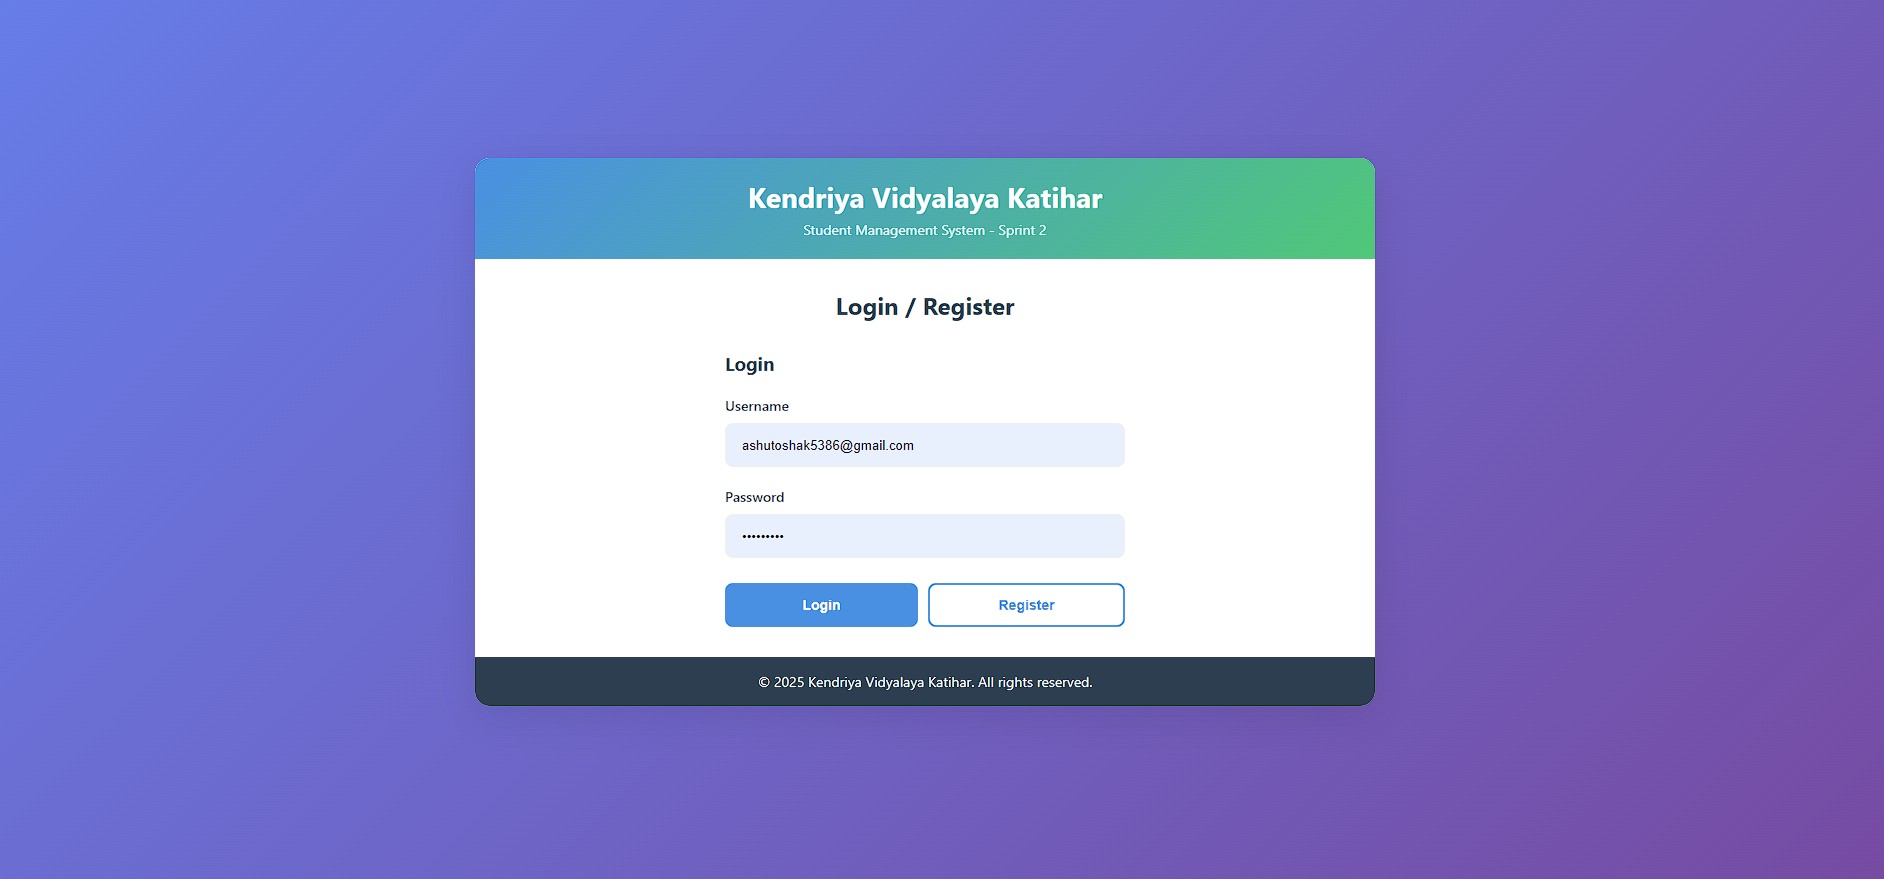 Kendriya Vidyalaya Katihar
Student Management System - Sprint 2
Login / Register
Login
Username
ashutoshak5386@gmail.com
Password
•••••••••
Login Register
© 2025 Kendriya Vidyalaya Katihar. All rights reserved.